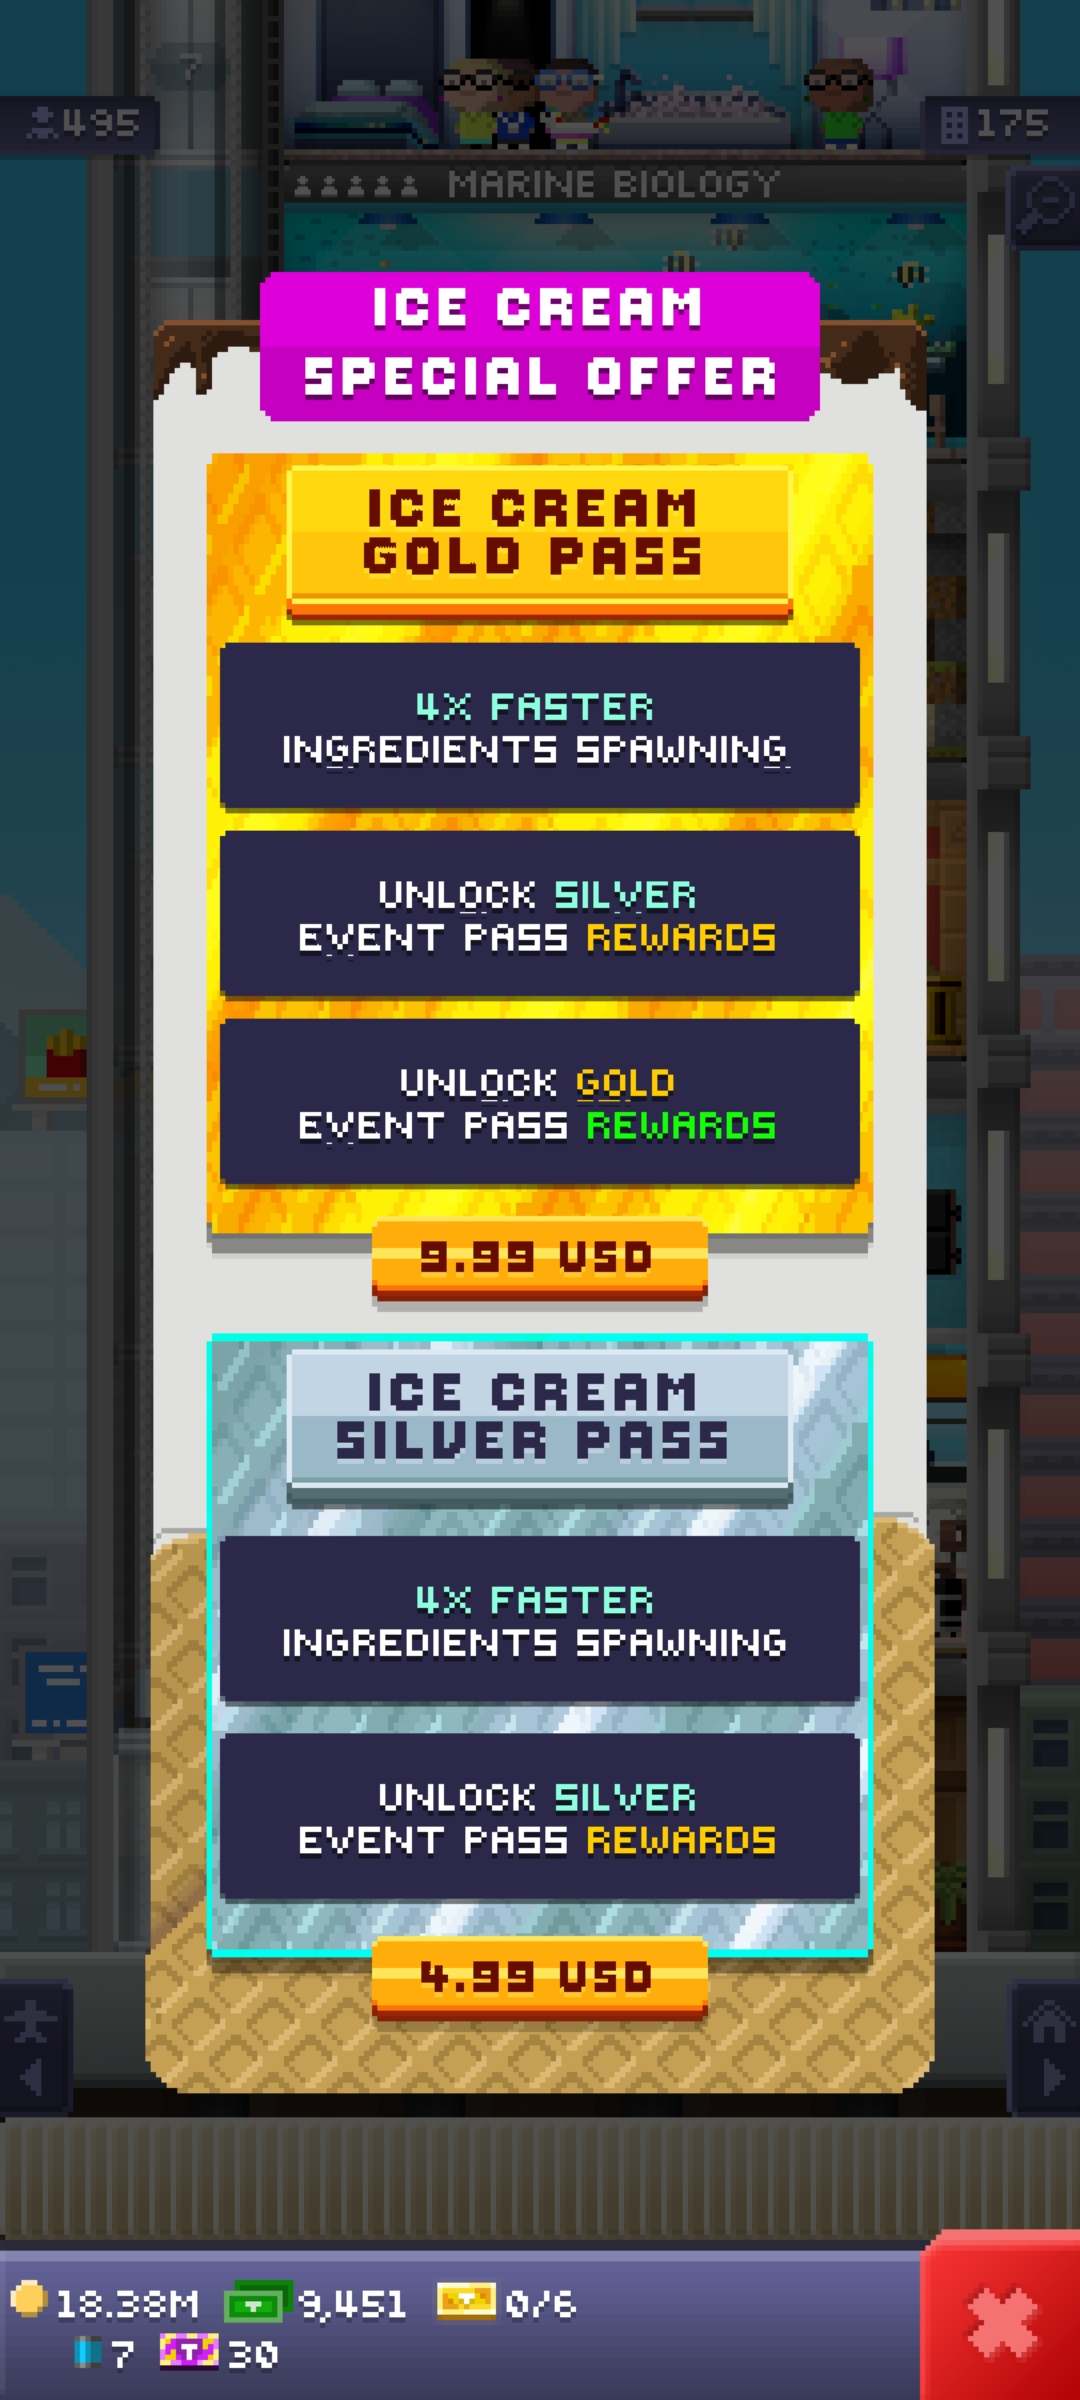 ?
495
175
MARINE BIOLOGY
ICE CREAM
SPECIAL OFFER
ICE CREAM
GOLD PASS
4X FASTER
INGREDIENTS SPAWNING
UNLOCK SILVER
EVENT PASS REWARDS
UNLOCK GOLD
EVENT PASS REWARDS
9.99 USD
ICE CREAM
SILVER PASS
4X FASTER
INGREDIENTS SPAWNING
UNLOCK SILVER
EVENT PASS REWARDS
4.99 USD
18.38M 9,451 0/6
7 T 30